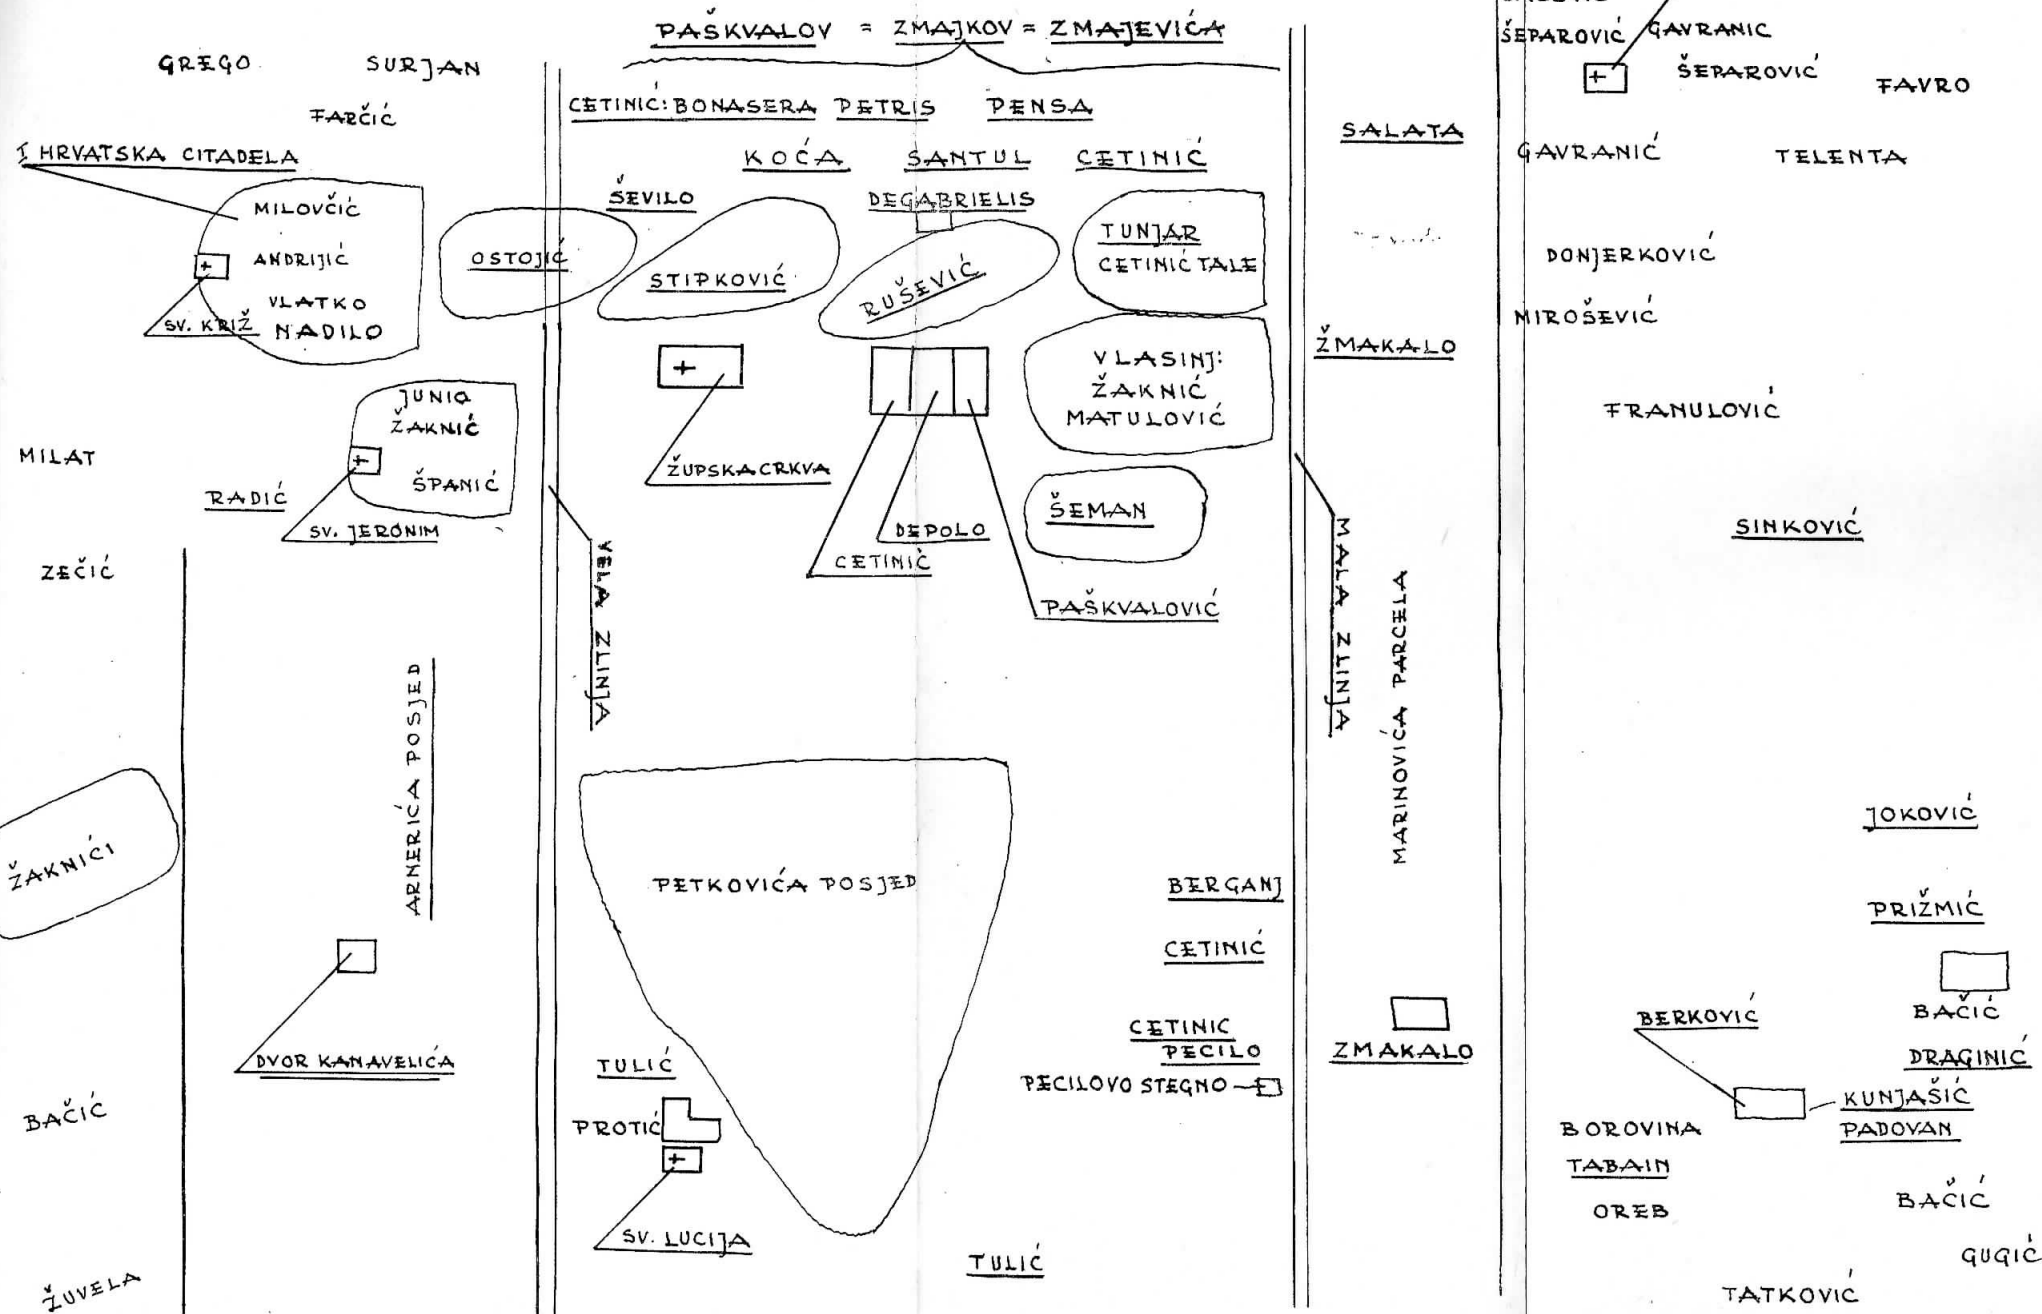 PAŠKVALOV = ZMAJKOV = ZMAJEVIĆA
GREGO SURJAN
FARČIĆ
I HRVATSKA CITADELA
MILOVČIĆ
ANDRIJIĆ
VLATKO
NADILO
SV. KRIŽ
JUNIO
ŽAKNIĆ
ŠPANIĆ
SV. JERONIM
RADIĆ
MILAT
ZEČIĆ
ŽAKNIĆI
BAČIĆ
ŽUVELA
ARNERIĆA POSJED
DVOR KANAVELIĆA
OSTOJIĆ
VELA ZLINJA
CETINIĆ: BONASERA PETRIS PENSA
KOĆA SANTUL CETINIĆ
ŠEVILO
DEGABRIELIS
STIPKOVIĆ
RUŠEVIĆ
TUNJAR
CETINIĆ TALE
VLASINJ:
ŽAKNIĆ
MATULOVIĆ
ŽUPSKA CRKVA
ŠEMAN
DEPOLO
CETINIĆ
PAŠKVALOVIĆ
PETKOVIĆA POSJED
BERGANJ
CETINIĆ
CETINIC
PECILO
PECILOVO STEGNO
TULIĆ
PROTIĆ
SV. LUCIJA
TULIĆ
MALA ZLINJA
SALATA
ŽMAKALO
MARINOVIĆA PARCELA
ZMAKALO
ŠEPAROVIĆ GAVRANIC
ŠEPAROVIĆ
FAVRO
GAVRANIĆ
TELENTA
DONJERKOVIĆ
MIROŠEVIĆ
FRANULOVIĆ
SINKOVIĆ
JOKOVIĆ
PRIŽMIĆ
BAČIĆ
BERKOVIĆ
DRAGINIĆ
KUNJAŠIĆ
PADOVAN
BOROVINA
TABAIN
OREB
BAČIĆ
GUGIĆ
TATKOVIĆ